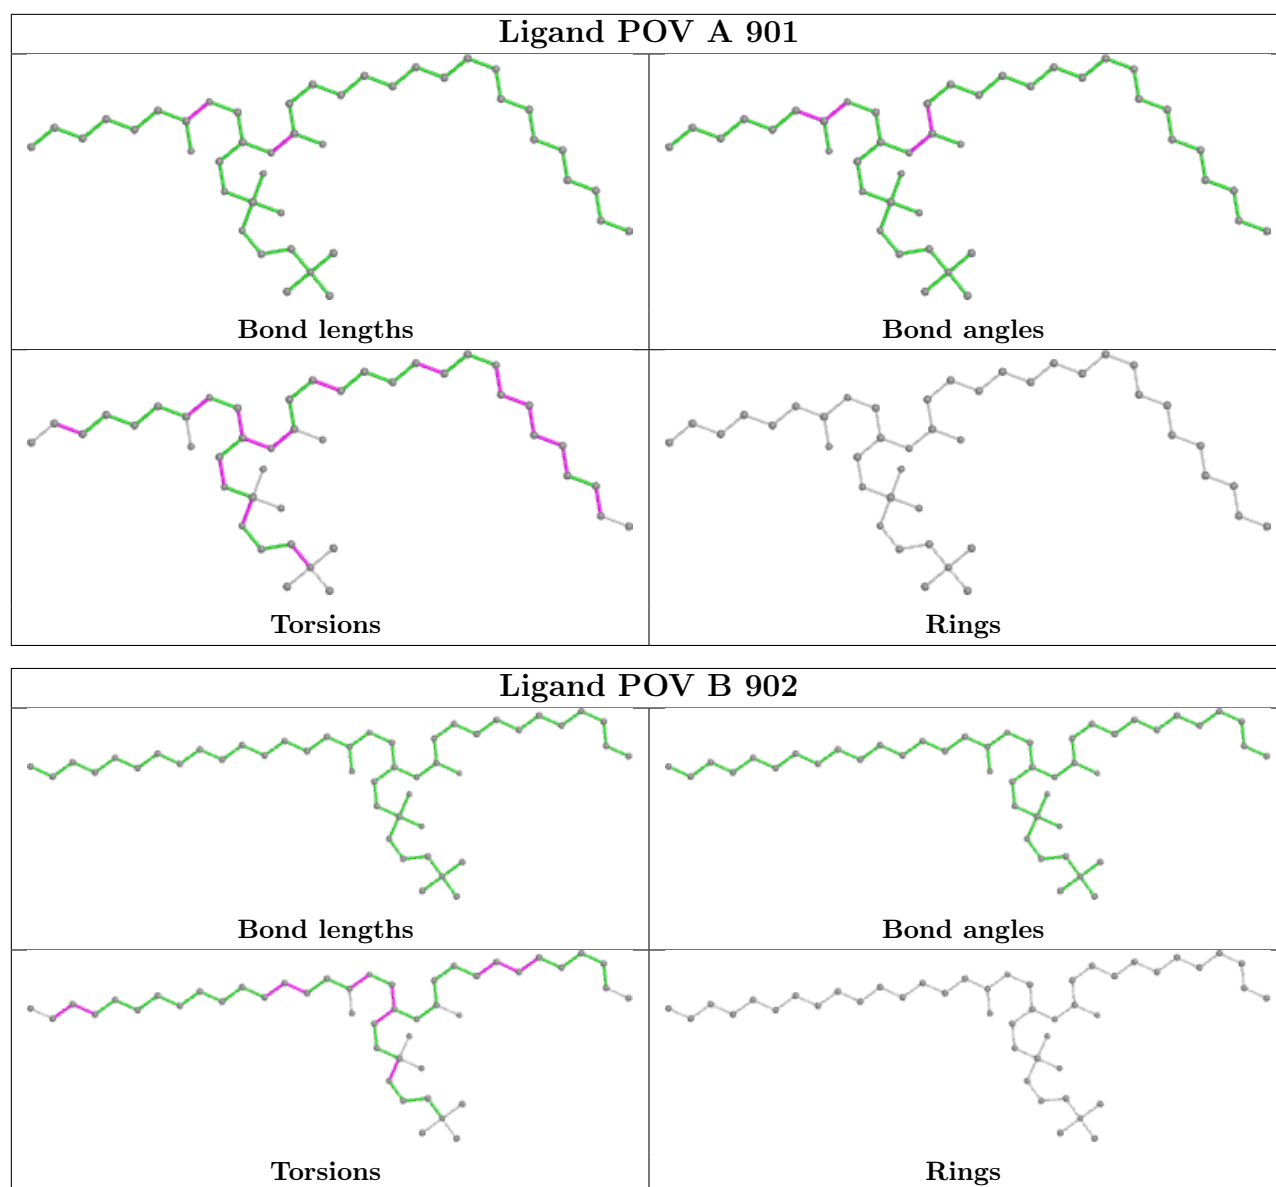 Ligand POV A 901
Bond lengths
Bond angles
Torsions
Rings
Ligand POV B 902
Bond lengths
Bond angles
Torsions
Rings